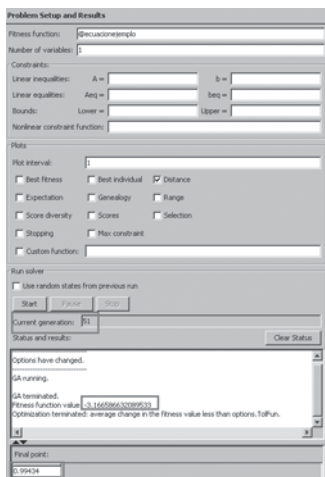 Problem Setup and Results
Fitness function: @ecuacionejemplo
Number of variables: 1
Constraints:
Linear inequalities: A = b =
Linear equalities: Aeq = beq =
Bounds: Lower = Upper =
Nonlinear constraint function:
Plots
Plot interval: 1
Best fitness Best individual Distance
Expectation Genealogy Range
Score diversity Scores Selection
Stopping Max constraint
Custom function:
Run solver
Use random states from previous run
Start Pause Stop
Current generation: 51
Status and results: Clear Status
Options have changed.
GA running.
GA terminated.
Fitness function value: -3.166586632089533
Optimization terminated: average change in the fitness value less than options.TolFun.
Final point:
0.99434